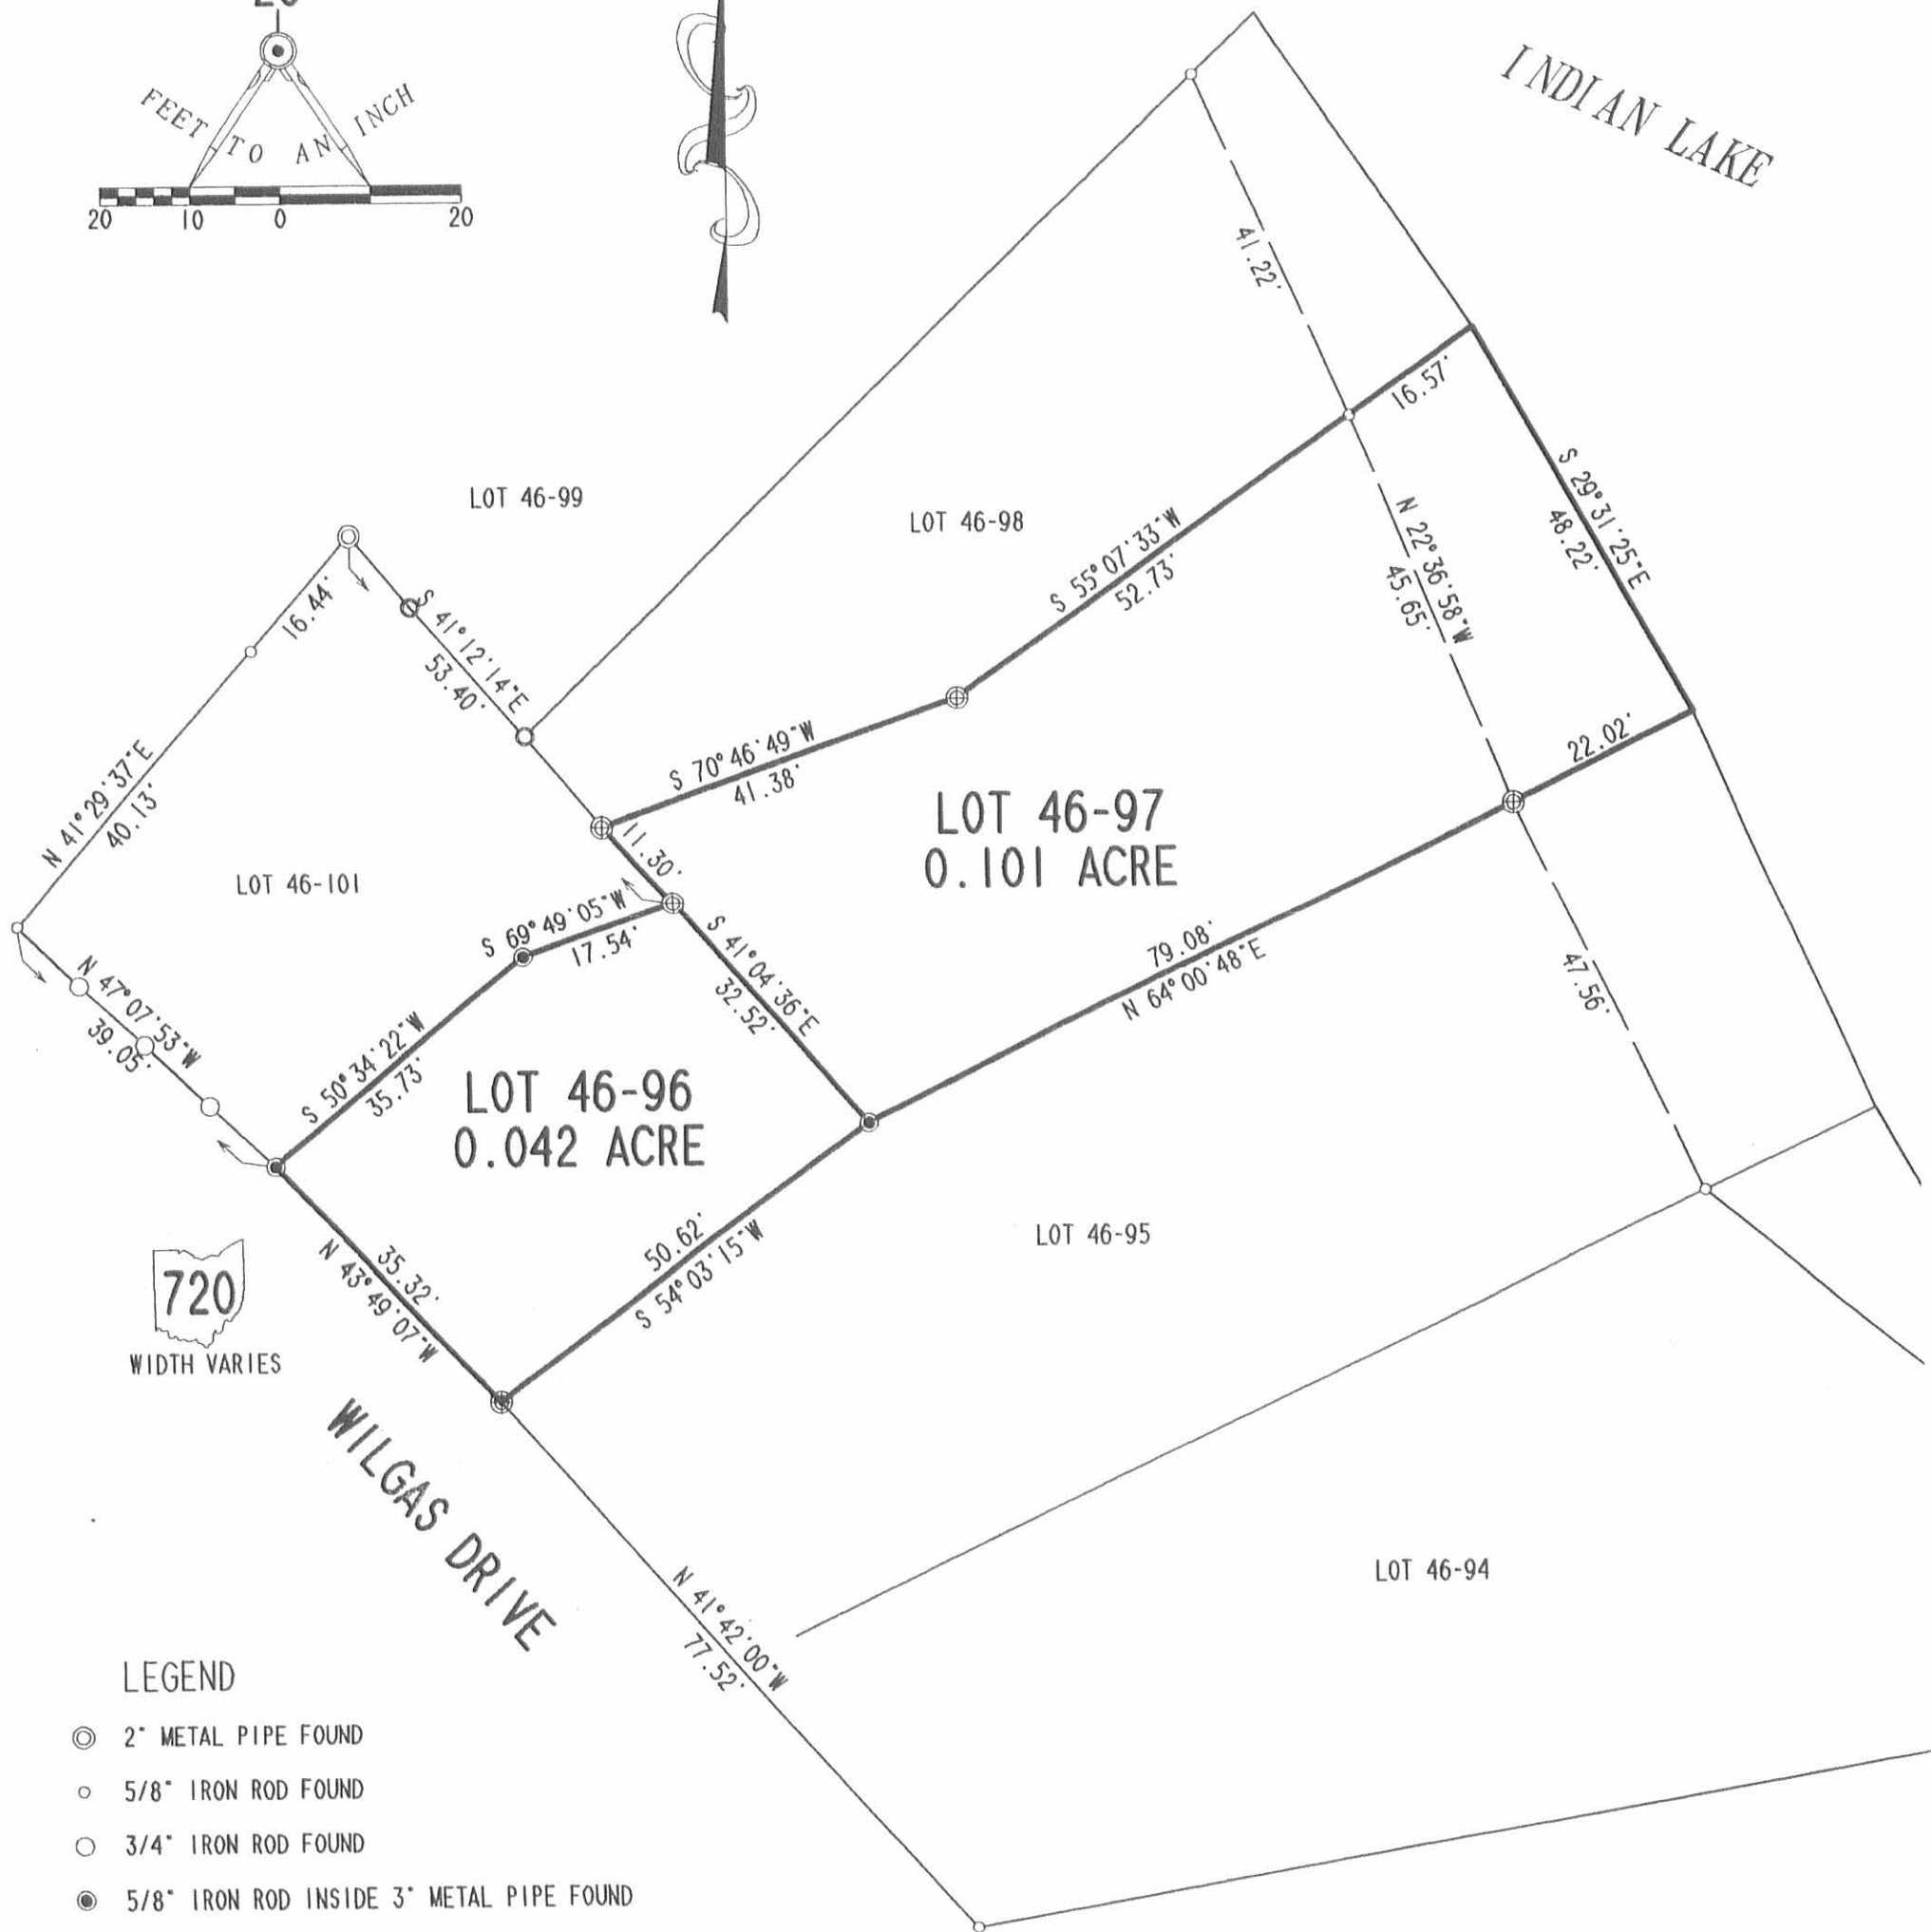 FEET TO AN INCH
20 10 0 20
INDIAN LAKE
41.22'
16.57'
S 29°31'25"E
48.22'
LOT 46-99
LOT 46-98
S 55°07'33"W
52.73'
N 22°36'58"W
45.65'
16.44'
S 41°12'14"E
53.40'
N 41°29'37"E
40.13'
S 70°46'49"W
41.38'
22.02'
LOT 46-97
0.101 ACRE
11.30'
LOT 46-101
S 69°49'05"W
17.54'
S 41°04'36"E
32.52'
79.08'
N 64°00'48"E
47.56'
N 47°07'53"W
39.05'
S 50°34'22"W
35.73'
LOT 46-96
0.042 ACRE
50.62'
S 54°03'15"W
LOT 46-95
35.32'
N 43°49'07"W
720
WIDTH VARIES
WILGAS DRIVE
N 41°42'00"W
77.52'
LOT 46-94
LEGEND
2" METAL PIPE FOUND
5/8" IRON ROD FOUND
3/4" IRON ROD FOUND
5/8" IRON ROD INSIDE 3" METAL PIPE FOUND